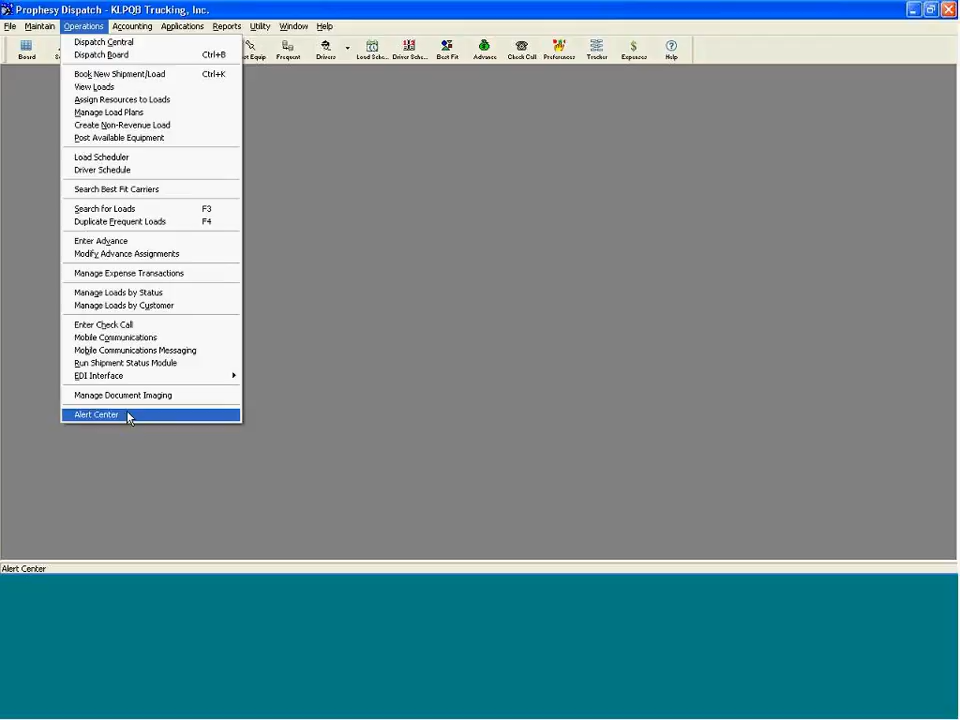 Prophesy Dispatch - KLPQB Trucking, Inc.
File Maintain Operations Accounting Applications Reports Utility Window Help
Board Equip Frequent Drivers Load Sche... Driver Sche... Best Fit Advance Check Call Preferences Tracker Expenses Help
Dispatch Central
Dispatch Board Ctrl+B
Book New Shipment/Load Ctrl+K
View Loads
Assign Resources to Loads
Manage Load Plans
Create Non-Revenue Load
Post Available Equipment
Load Scheduler
Driver Schedule
Search Best Fit Carriers
Search for Loads F3
Duplicate Frequent Loads F4
Enter Advance
Modify Advance Assignments
Manage Expense Transactions
Manage Loads by Status
Manage Loads by Customer
Enter Check Call
Mobile Communications
Mobile Communications Messaging
Run Shipment Status Module
EDI Interface
Manage Document Imaging
Alert Center
Alert Center